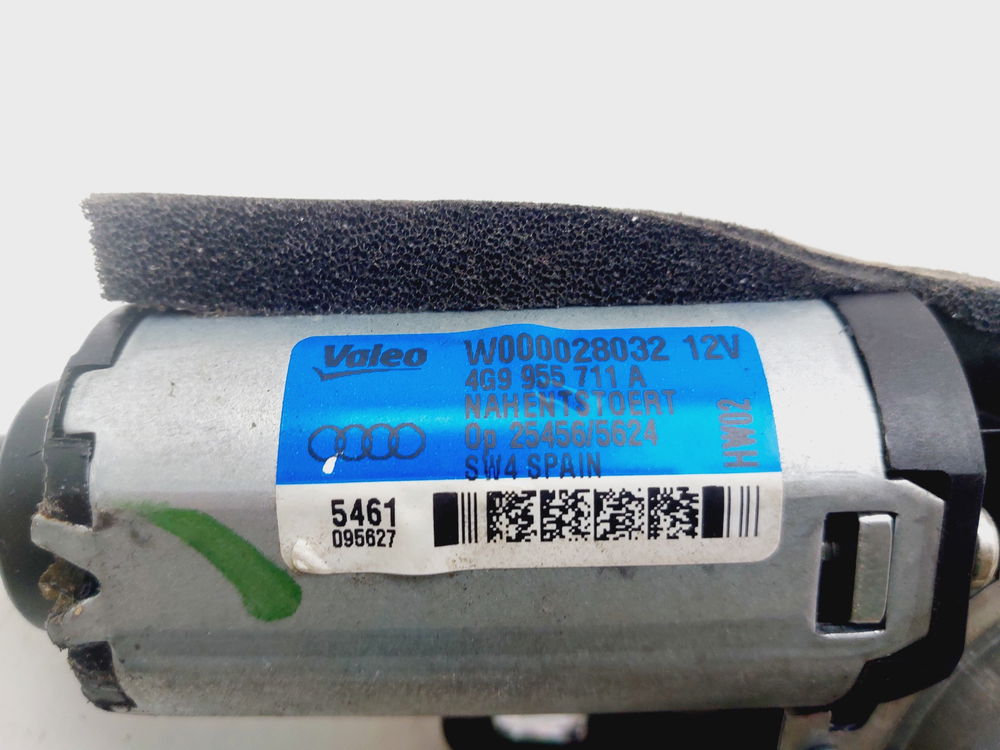 Valeo
W000028032 12V
4G9 955 711 A
NAHENTSTOERT
Op 25456/5624
SW4 SPAIN
HW02
5461
095627